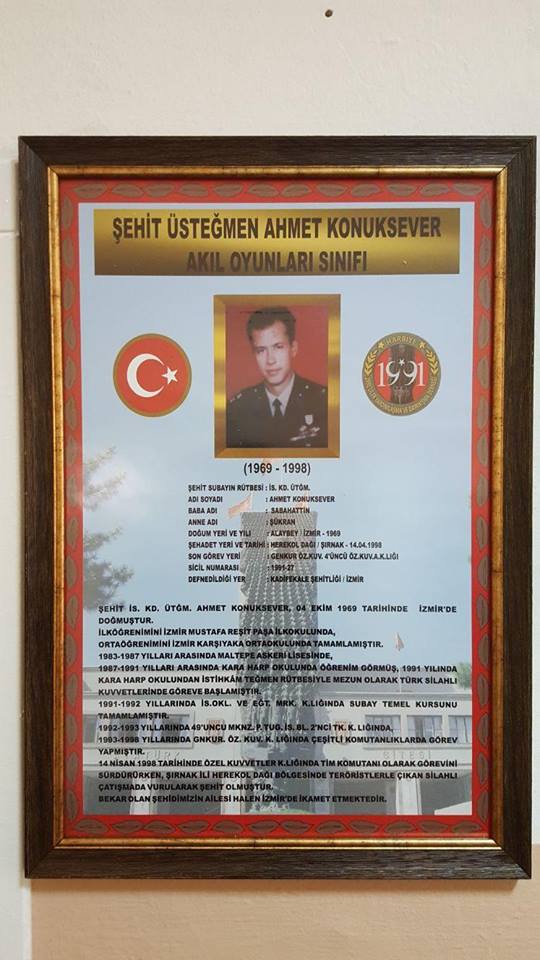 ŞEHİT ÜSTEĞMEN AHMET KONUKSEVER
AKIL OYUNLARI SINIFI
HARBİYE
1991
(1969 - 1998)
ŞEHİT SUBAYIN RÜTBESİ : İS. KD. ÜTĞM.
ADI SOYADI : AHMET KONUKSEVER
BABA ADI : SABAHATTİN
ANNE ADI : ŞÜKRAN
DOĞUM YERİ VE YILI : ALAYBEY / İZMİR - 1969
ŞEHADET YERİ VE TARİHİ : HEREKOL DAĞI / ŞIRNAK - 14.04.1998
SON GÖREV YERİ : GENKUR ÖZ.KUV. 4'ÜNCÜ ÖZ.KUV.A.K.LIĞI
SİCİL NUMARASI : 1991-27
DEFNEDİLDİĞİ YER : KADİFEKALE ŞEHİTLİĞİ / İZMİR
ŞEHİT İS. KD. ÜTĞM. AHMET KONUKSEVER, 04 EKİM 1969 TARİHİNDE İZMİR'DE
DOĞMUŞTUR.
İLKÖĞRENİMİNİ İZMİR MUSTAFA REŞİT PAŞA İLKOKULUNDA,
ORTAÖĞRENİMİNİ İZMİR KARŞIYAKA ORTAOKULUNDA TAMAMLAMIŞTIR.
1983-1987 YILLARI ARASINDA MALTEPE ASKERİ LİSESİNDE,
1987-1991 YILLARI ARASINDA KARA HARP OKULUNDA ÖĞRENİM GÖRMÜŞ, 1991 YILINDA
KARA HARP OKULUNDAN İSTİHKÂM TEĞMEN RÜTBESİYLE MEZUN OLARAK TÜRK SİLAHLI
KUVVETLERİNDE GÖREVE BAŞLAMIŞTIR.
1991-1992 YILLARINDA İS.OKL. VE EĞT. MRK. K.LIĞINDA SUBAY TEMEL KURSUNU
TAMAMLAMIŞTIR.
1992-1993 YILLARINDA 49'UNCU MKNZ. P. TUG. İS. BL. 2'NCİ TK. K. LIĞINDA,
1993-1998 YILLARINDA GNKUR. ÖZ. KUV. K. LIĞINDA ÇEŞİTLİ KOMUTANLIKLARDA GÖREV
YAPMIŞTIR.
14 NİSAN 1998 TARİHİNDE ÖZEL KUVVETLER K.LIĞINDA TİM KOMUTANI OLARAK GÖREVİNİ
SÜRDÜRÜRKEN, ŞIRNAK İLİ HEREKOL DAĞI BÖLGESİNDE TERÖRİSTLERLE ÇIKAN SİLAHLI
ÇATIŞMADA VURULARAK ŞEHİT OLMUŞTUR.
BEKAR OLAN ŞEHİDİMİZİN AİLESİ HALEN İZMİR'DE İKAMET ETMEKTEDİR.